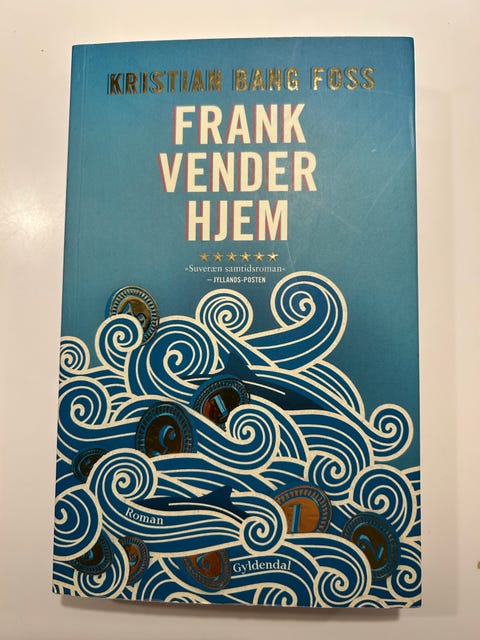 KRISTIAN BANG FOSS
FRANK
VENDER
HJEM
»Suveræn samtidsroman«
– JYLLANDS-POSTEN
Roman
Gyldendal